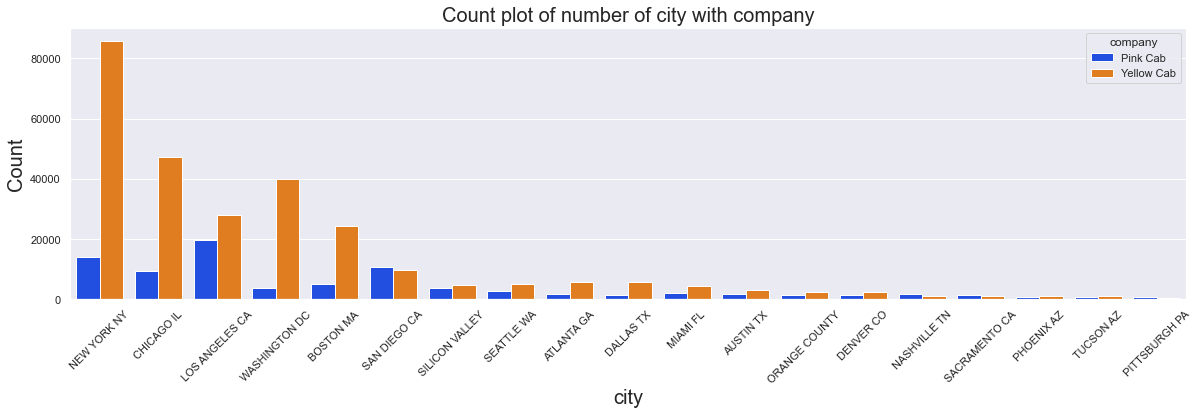 Count plot of number of city with company
company
Pink Cab
Yellow Cab
Count
80000
60000
40000
20000
0
NEW YORK NY
CHICAGO IL
LOS ANGELES CA
WASHINGTON DC
BOSTON MA
SAN DIEGO CA
SILICON VALLEY
SEATTLE WA
ATLANTA GA
DALLAS TX
MIAMI FL
AUSTIN TX
ORANGE COUNTY
DENVER CO
NASHVILLE TN
SACRAMENTO CA
PHOENIX AZ
TUCSON AZ
PITTSBURGH PA
city